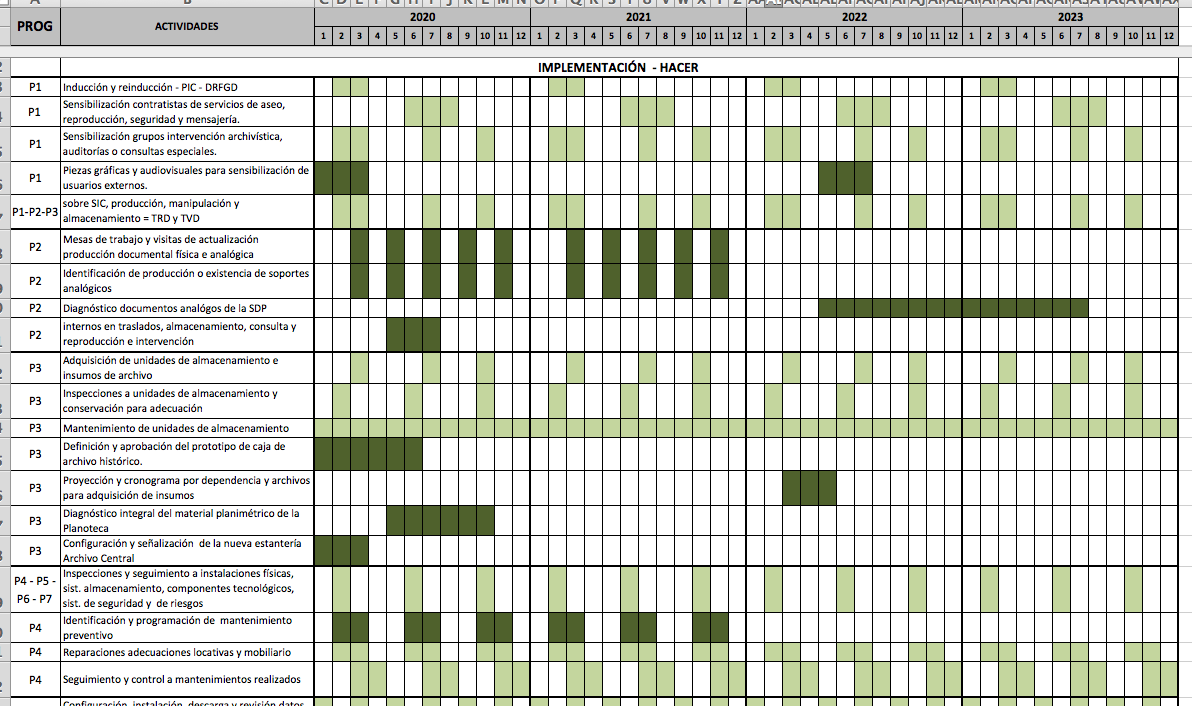 PROG ACTIVIDADES 2020 2021 2022 2023
1 2 3 4 5 6 7 8 9 10 11 12 1 2 3 4 5 6 7 8 9 10 11 12 1 2 3 4 5 6 7 8 9 10 11 12 1 2 3 4 5 6 7 8 9 10 11 12
IMPLEMENTACIÓN - HACER
P1 Inducción y reinducción - PIC - DRFGD
P1 Sensibilización contratistas de servicios de aseo,
reproducción, seguridad y mensajería.
P1 Sensibilización grupos intervención archivística,
auditorías o consultas especiales.
P1 Piezas gráficas y audiovisuales para sensibilización de
usuarios externos.
P1-P2-P3 sobre SIC, producción, manipulación y
almacenamiento = TRD y TVD
P2 Mesas de trabajo y visitas de actualización
producción documental física e analógica
P2 Identificación de producción o existencia de soportes
analógicos
P2 Diagnóstico documentos analógos de la SDP
P2 internos en traslados, almacenamiento, consulta y
reproducción e intervención
P3 Adquisición de unidades de almacenamiento e
insumos de archivo
P3 Inspecciones a unidades de almacenamiento y
conservación para adecuación
P3 Mantenimiento de unidades de almacenamiento
P3 Definición y aprobación del prototipo de caja de
archivo histórico.
P3 Proyección y cronograma por dependencia y archivos
para adquisición de insumos
P3 Diagnóstico integral del material planimétrico de la
Planoteca
P3 Configuración y señalización de la nueva estantería
Archivo Central
P4 - P5 - Inspecciones y seguimiento a instalaciones físicas,
P6 - P7 sist. almacenamiento, componentes tecnológicos,
sist. de seguridad y de riesgos
P4 Identificación y programación de mantenimiento
preventivo
P4 Reparaciones adecuaciones locativas y mobiliario
P4 Seguimiento y control a mantenimientos realizados
Configuración, instalación, descarga y revisión datos